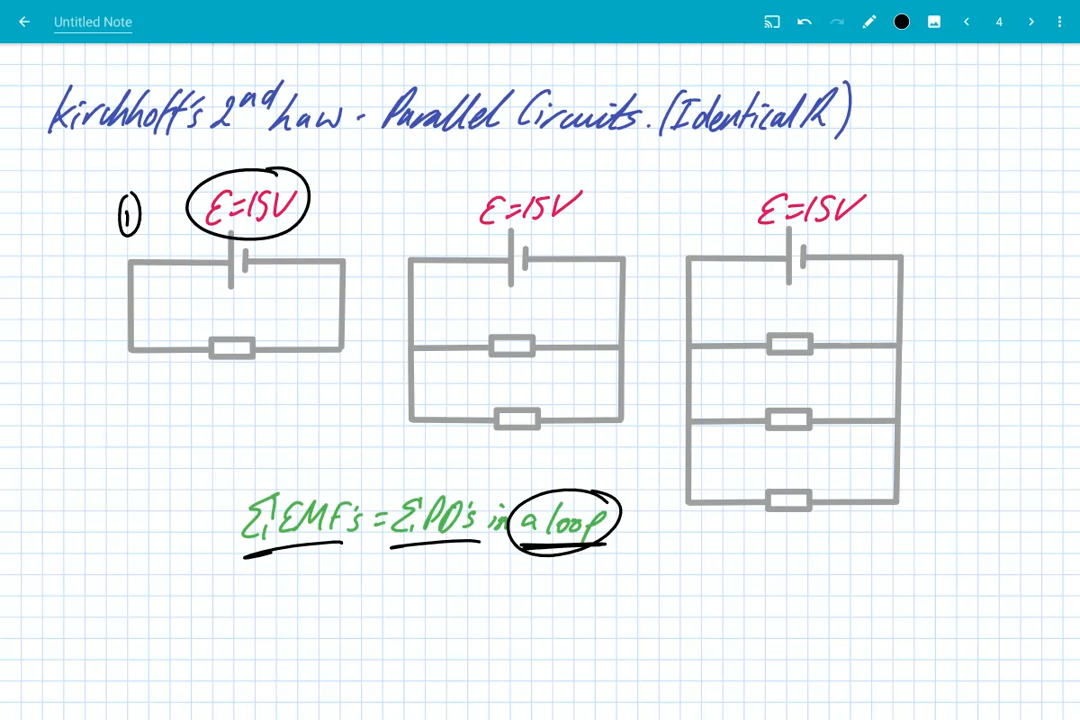 Untitled Note
4
Kirchhoff's 2nd Law - Parallel Circuits. (Identical R)
①
ε=15V
ε=15V
ε=15V
Σ EMF's = Σ PD's in a loop